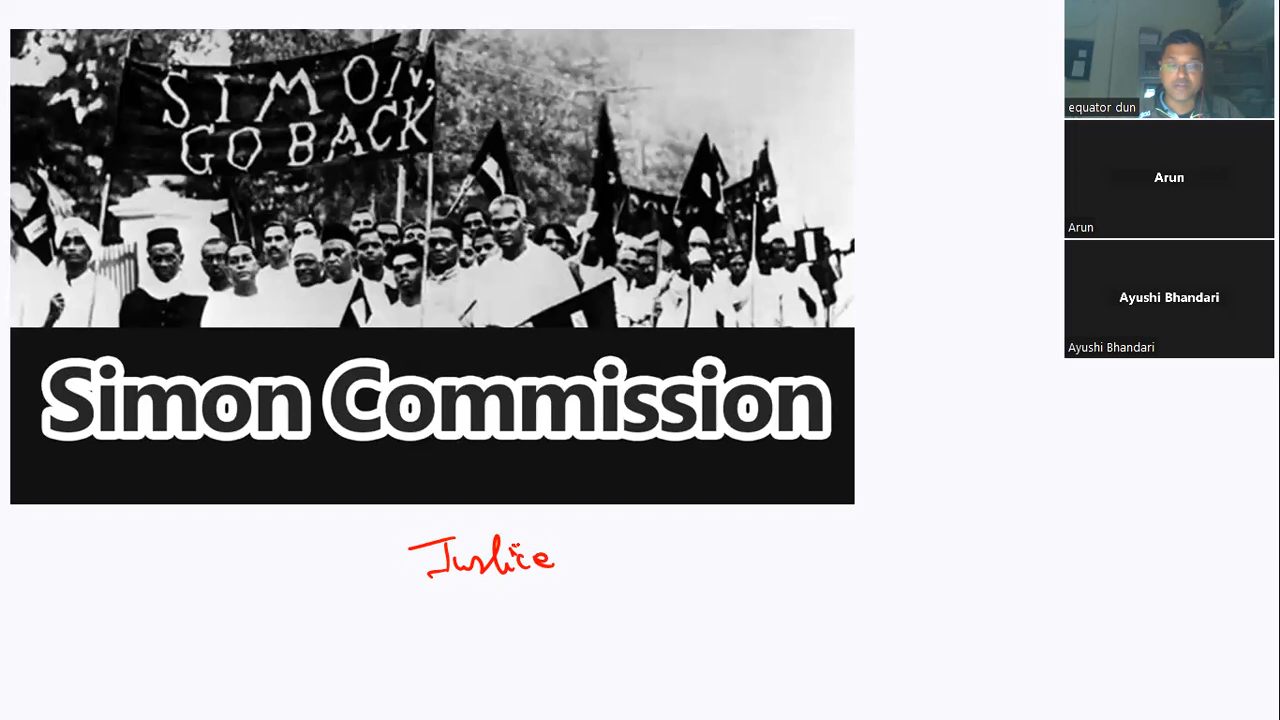 SIMON,
GO BACK
Simon Commission
Justice
equator dun
Arun
Arun
Ayushi Bhandari
Ayushi Bhandari